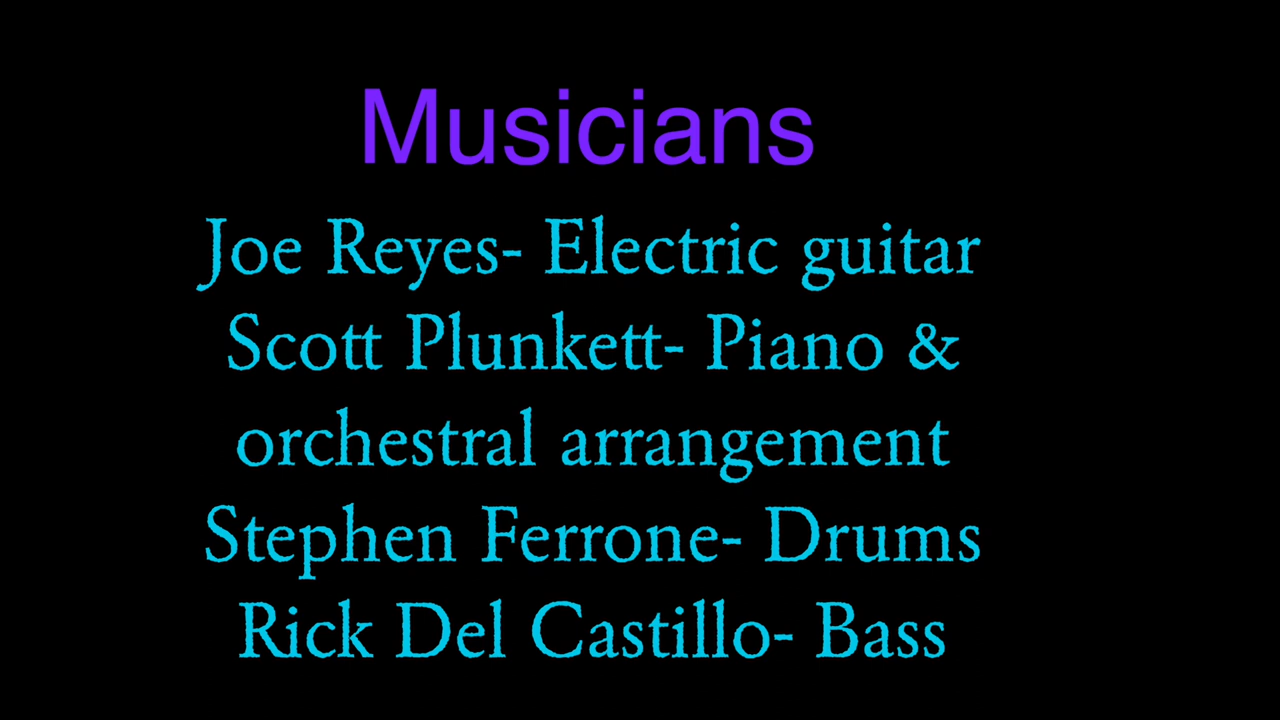 Musicians
Joe Reyes- Electric guitar
Scott Plunkett- Piano &
orchestral arrangement
Stephen Ferrone- Drums
Rick Del Castillo- Bass